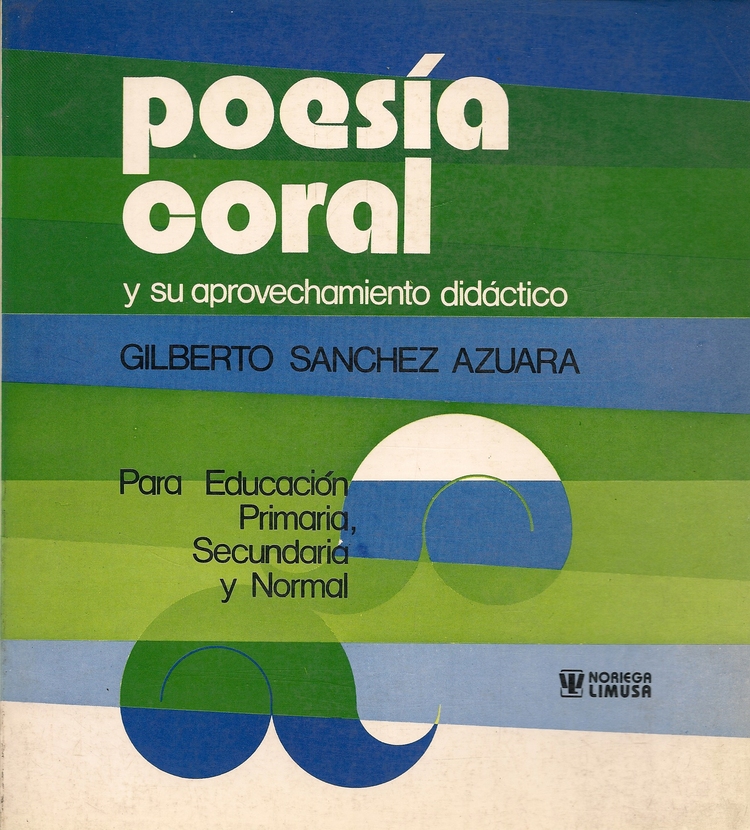 poesía
coral
y su aprovechamiento didáctico
GILBERTO SANCHEZ AZUARA
Para Educación
Primaria,
Secundaria
y Normal
NORIEGA
LIMUSA